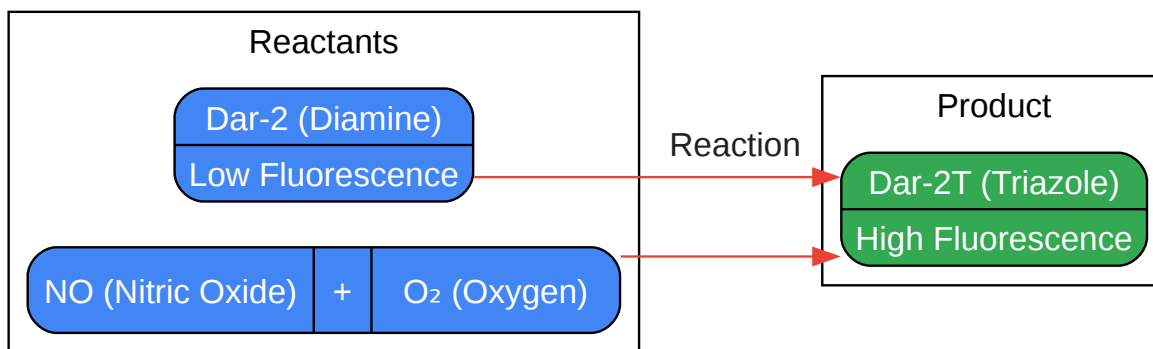 Reactants
Dar-2 (Diamine)
Low Fluorescence
NO (Nitric Oxide) + O₂ (Oxygen)
Reaction
Product
Dar-2T (Triazole)
High Fluorescence